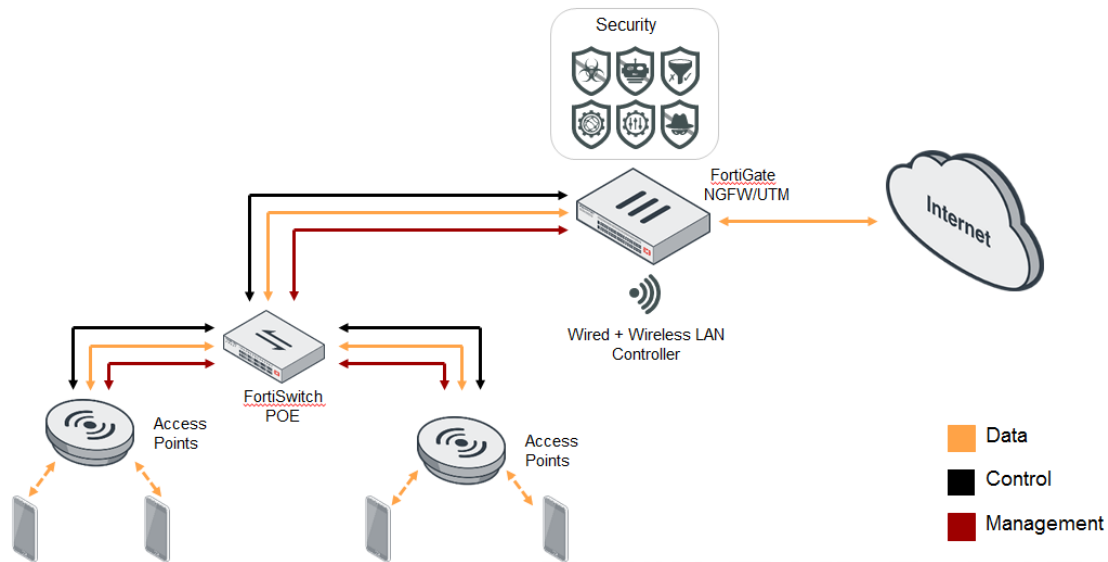 Security
FortiGate
NGFW/UTM
Internet
Wired + Wireless LAN
Controller
FortiSwitch
POE
Access
Points
Access
Points
Data
Control
Management